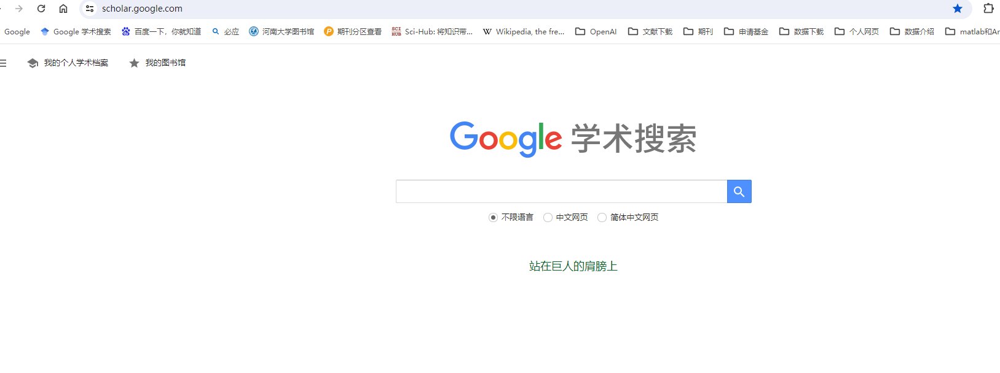 scholar.google.com
Google Google 学术搜索 百度一下，你就知道 必应 河南大学图书馆 期刊分区查看 Sci-Hub: 将知识带... Wikipedia, the fre... OpenAI 文献下载 期刊 申请基金 数据下载 个人网页 数据介绍 matlab和Ar
我的个人学术档案 我的图书馆
Google 学术搜索
不限语言 中文网页 简体中文网页
站在巨人的肩膀上